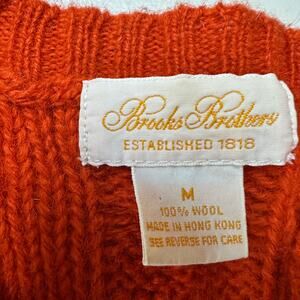 Brooks Brothers
ESTABLISHED 1818
M
100% WOOL
MADE IN HONG KONG
SEE REVERSE FOR CARE